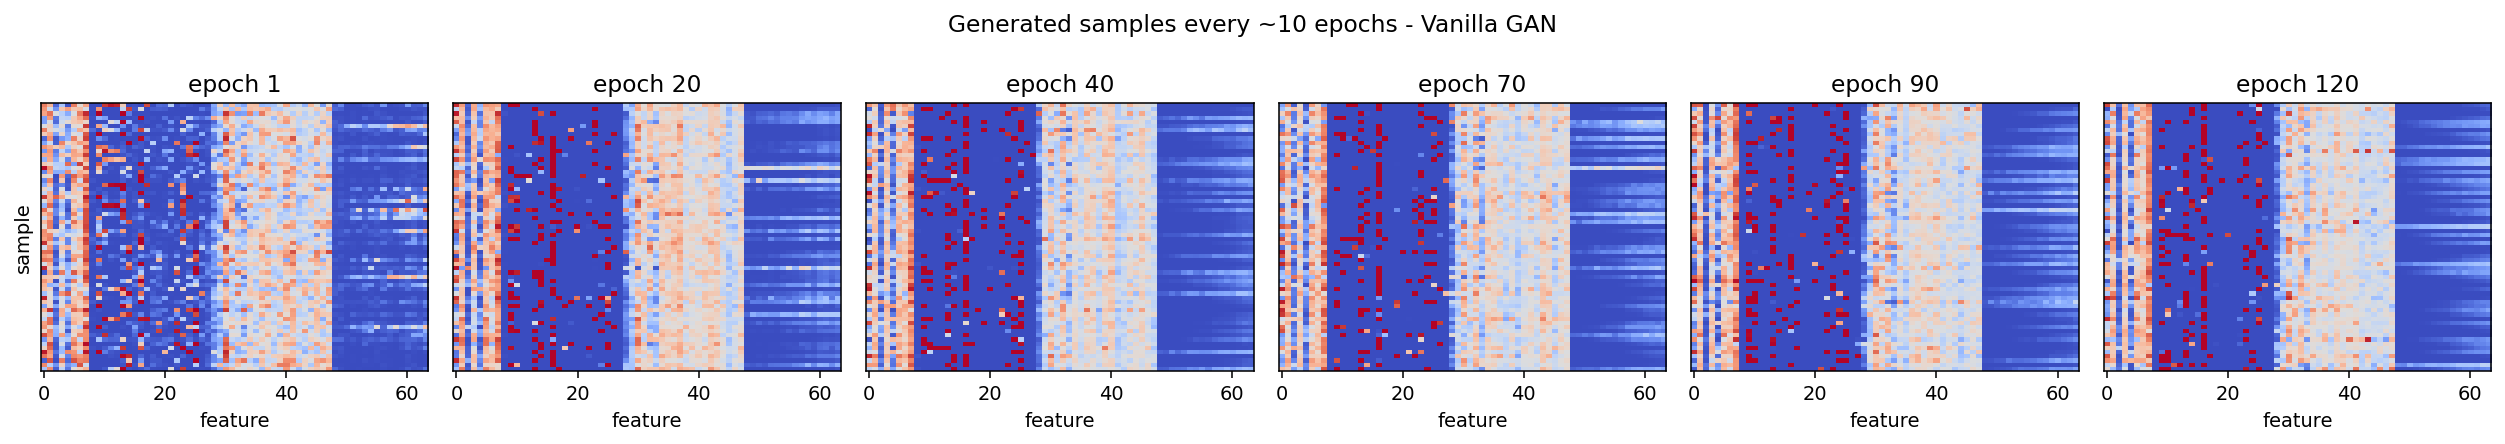 Generated samples every ~10 epochs - Vanilla GAN
epoch 1
epoch 20
epoch 40
epoch 70
epoch 90
epoch 120
sample
0 20 40 60
0 20 40 60
0 20 40 60
0 20 40 60
0 20 40 60
0 20 40 60
feature
feature
feature
feature
feature
feature